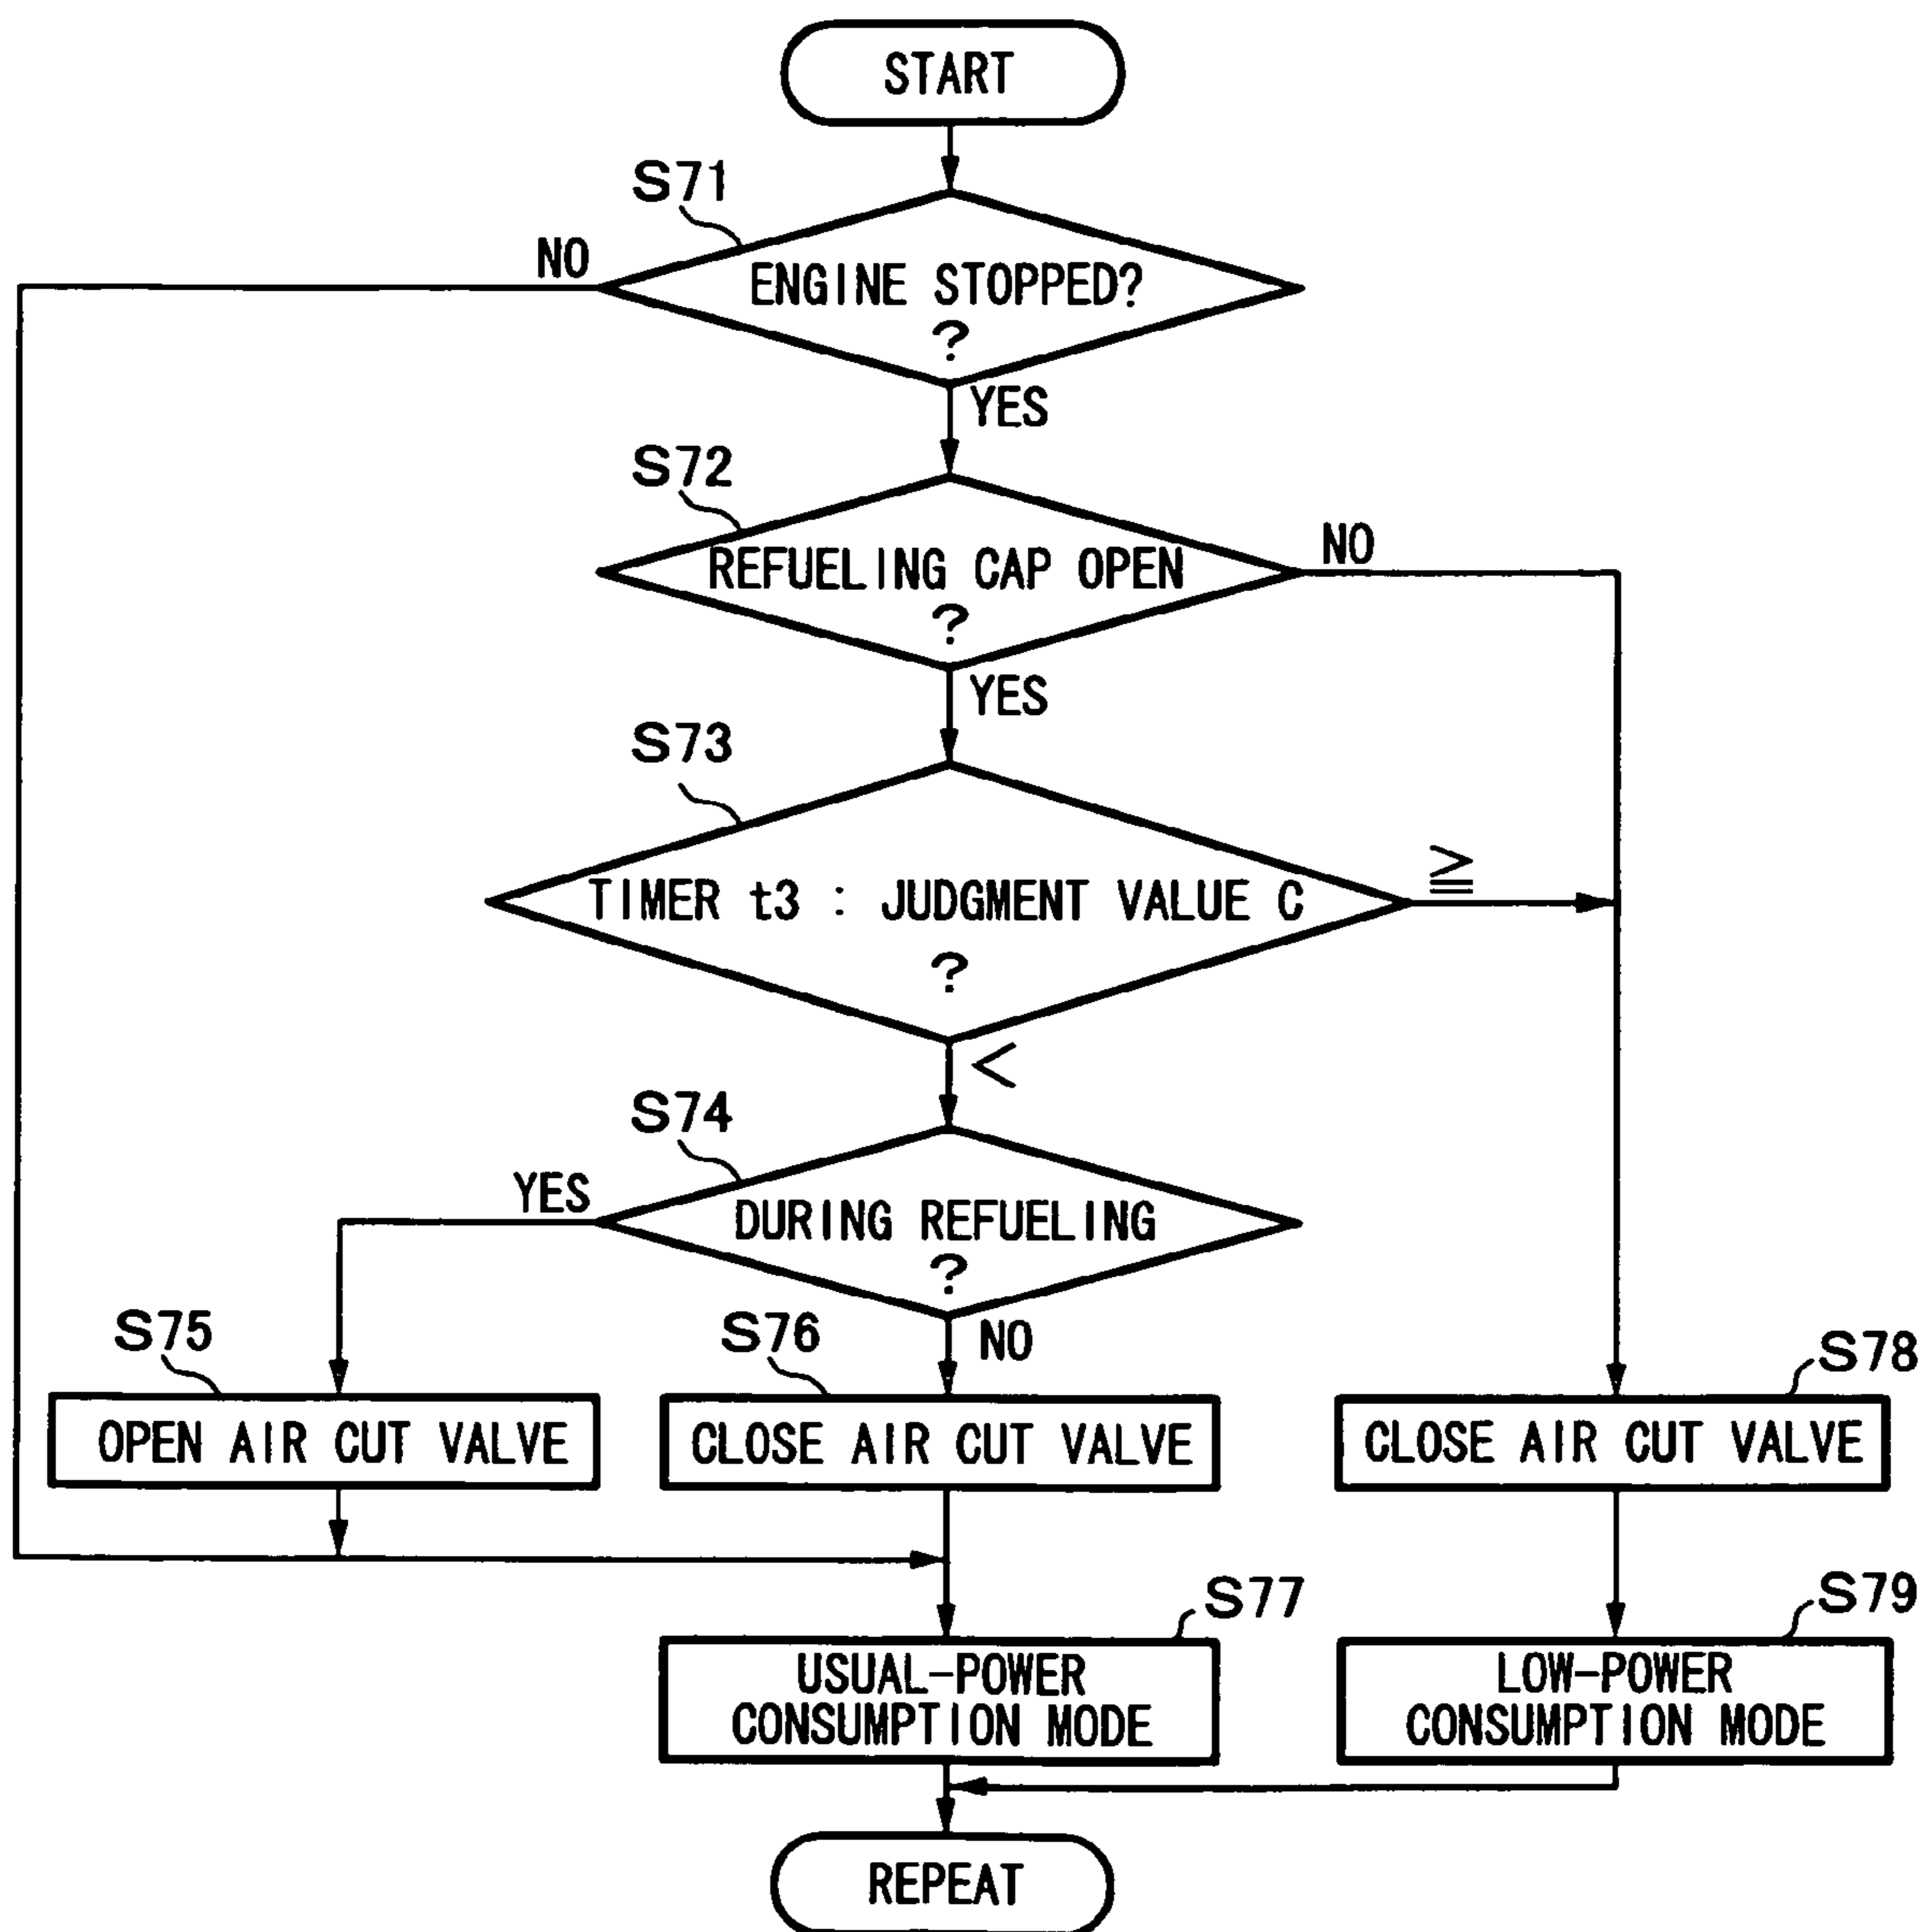 START
S71
NO
ENGINE STOPPED?
?
YES
S72
REFUELING CAP OPEN
?
NO
YES
S73
TIMER t3 : JUDGMENT VALUE C
?
≧
<
S74
YES
DURING REFUELING
?
NO
S75
OPEN AIR CUT VALVE
S76
CLOSE AIR CUT VALVE
S78
CLOSE AIR CUT VALVE
S77
USUAL-POWER
CONSUMPTION MODE
S79
LOW-POWER
CONSUMPTION MODE
REPEAT